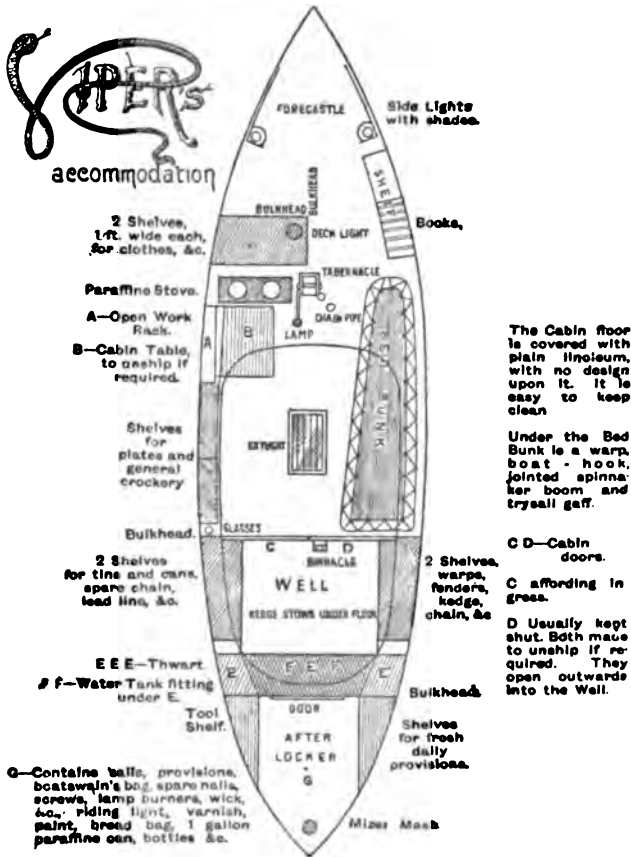 VIPER'S
accommodation
FORECASTLE
Side Lights
with shades.
SHELF
BULKHEAD
BULKHEAD
DECK LIGHT
Books,
2 Shelves,
1ft. wide each,
for clothes, &c.
TABERNACLE
Paraffine Stove.
CHAIN PIPE
LAMP
A—Open Work
Rack.
A
B
B—Cabin Table,
to unship if
required.
BED BUNK
SKYLIGHT
Shelves
for
plates and
general
crockery
The Cabin floor
is covered with
plain linoleum,
with no design
upon it. It is
easy to keep
clean
Under the Bed
Bunk is a warp,
boat-hook,
jointed spinna-
ker boom and
trysail gaff.
Bulkhead.
GLASSES
C
D
BINNACLE
C D—Cabin
doors.
2 Shelves
for tins and cans,
spare chain,
lead line, &c.
WELL
KEDGE STOWS UNDER FLOOR
2 Shelves,
warps,
fenders,
kedge,
chain, &c
C affording in
gress.
D Usually kept
shut. Both made
to unship if re-
quired. They
open outwards
into the Well.
E E E—Thwart.
E
F E F
E
F F—Water Tank fitting
under E.
Bulkhead.
Tool
Shelf.
DOOR
AFTER
LOCKER
G
Shelves
for fresh
daily
provisions.
G—Contains sails, provisions,
boatswain's bag, spare nails,
screws, lamp burners, wick,
&c., riding light, varnish,
paint, bread bag, 1 gallon
paraffine can, bottles &c.
Mizen Mast